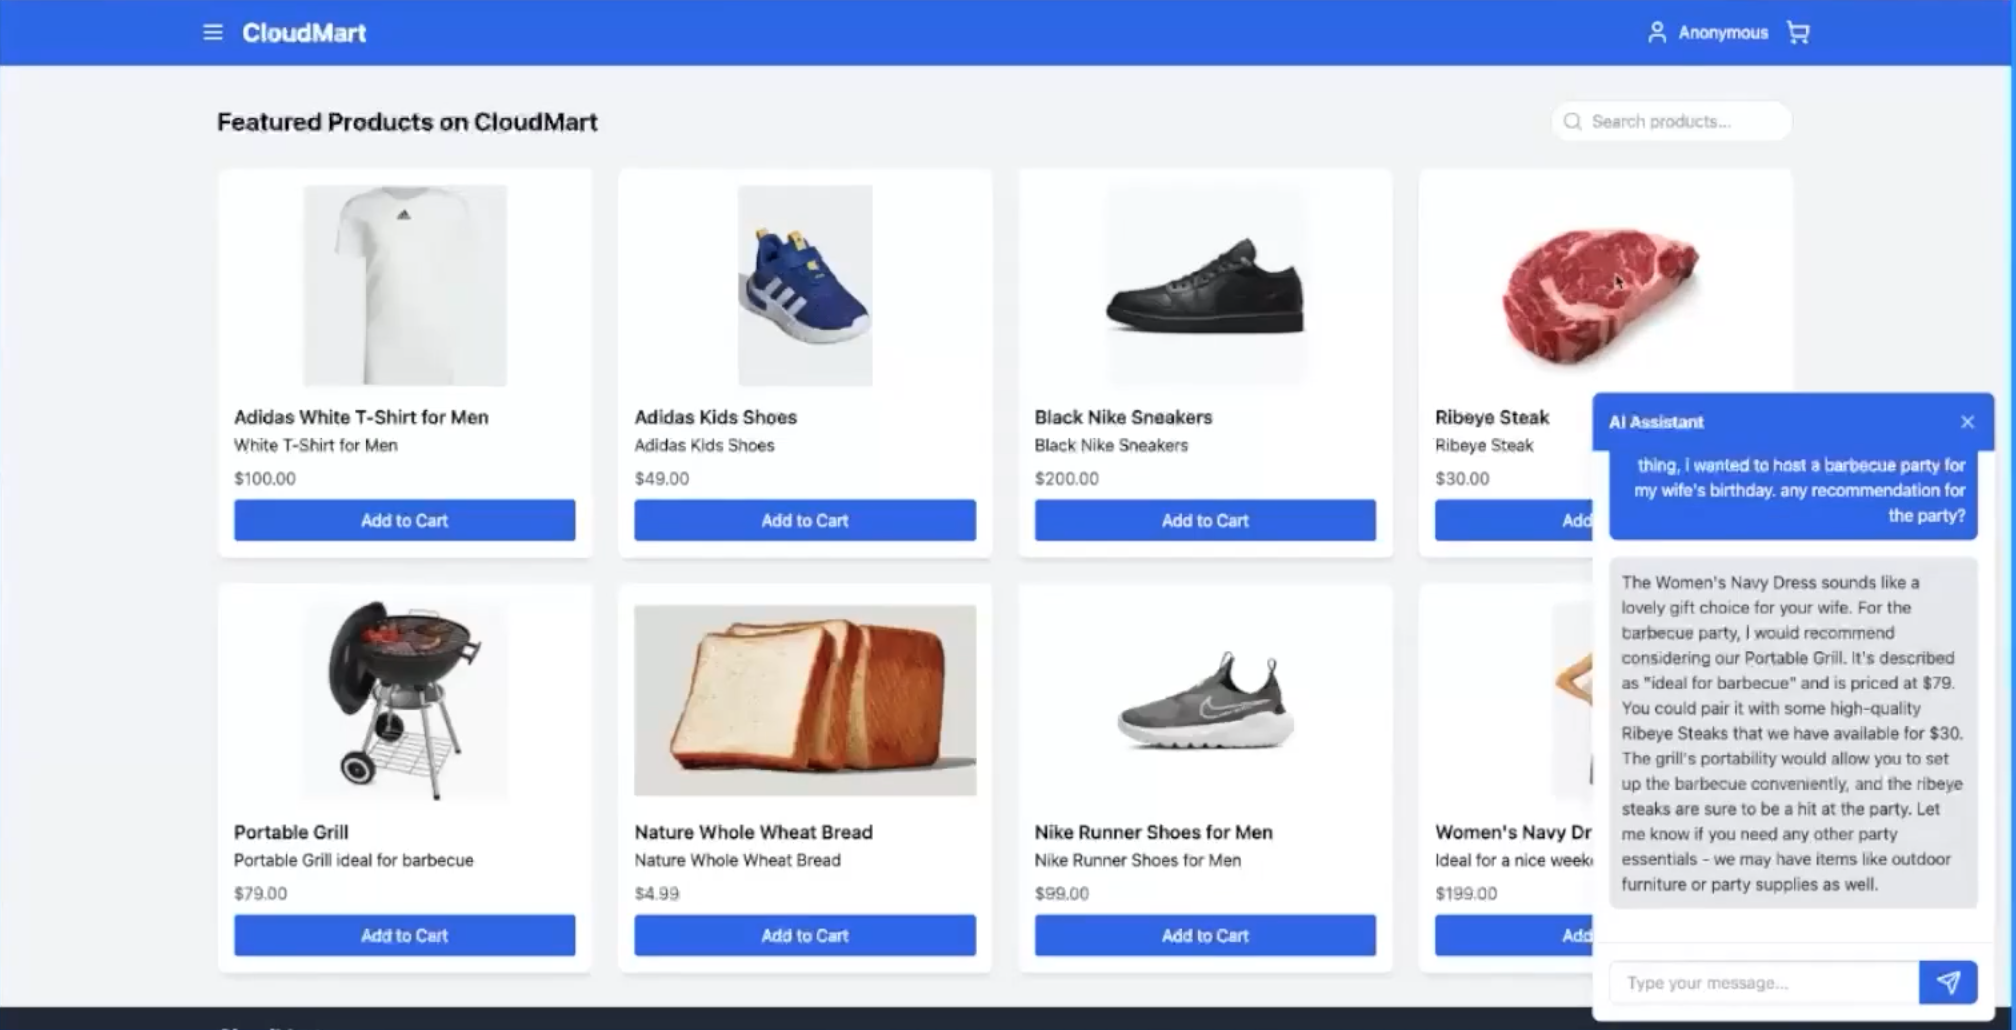 CloudMart
Anonymous
Featured Products on CloudMart
Search products...
Adidas White T-Shirt for Men
White T-Shirt for Men
$100.00
Add to Cart
Adidas Kids Shoes
Adidas Kids Shoes
$49.00
Add to Cart
Black Nike Sneakers
Black Nike Sneakers
$200.00
Add to Cart
Ribeye Steak
Ribeye Steak
$30.00
Add
Portable Grill
Portable Grill ideal for barbecue
$79.00
Add to Cart
Nature Whole Wheat Bread
Nature Whole Wheat Bread
$4.99
Add to Cart
Nike Runner Shoes for Men
Nike Runner Shoes for Men
$99.00
Add to Cart
Women's Navy Dr
Ideal for a nice week
$199.00
Add
AI Assistant
thing, i wanted to host a barbecue party for
my wife's birthday. any recommendation for
the party?
The Women's Navy Dress sounds like a
lovely gift choice for your wife. For the
barbecue party, I would recommend
considering our Portable Grill. It's described
as "ideal for barbecue" and is priced at $79.
You could pair it with some high-quality
Ribeye Steaks that we have available for $30.
The grill's portability would allow you to set
up the barbecue conveniently, and the ribeye
steaks are sure to be a hit at the party. Let
me know if you need any other party
essentials - we may have items like outdoor
furniture or party supplies as well.
Type your message...